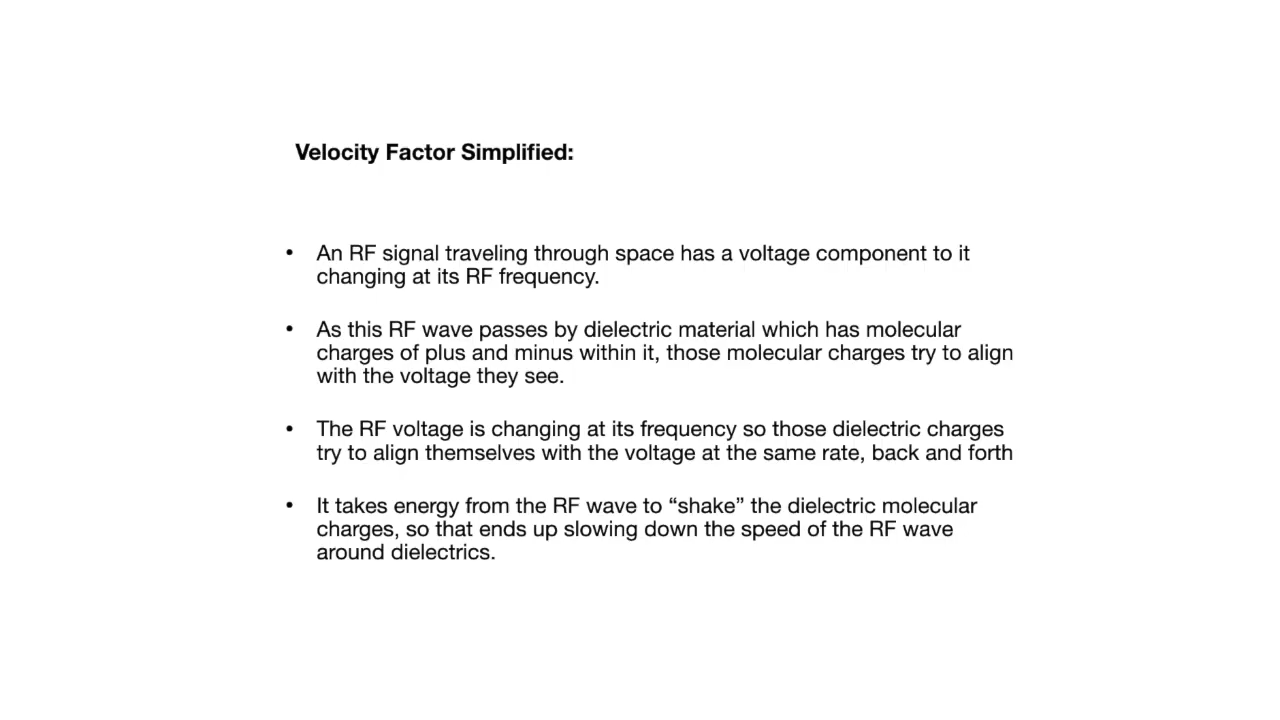 Velocity Factor Simplified:
• An RF signal traveling through space has a voltage component to it
changing at its RF frequency.
• As this RF wave passes by dielectric material which has molecular
charges of plus and minus within it, those molecular charges try to align
with the voltage they see.
• The RF voltage is changing at its frequency so those dielectric charges
try to align themselves with the voltage at the same rate, back and forth
• It takes energy from the RF wave to “shake” the dielectric molecular
charges, so that ends up slowing down the speed of the RF wave
around dielectrics.